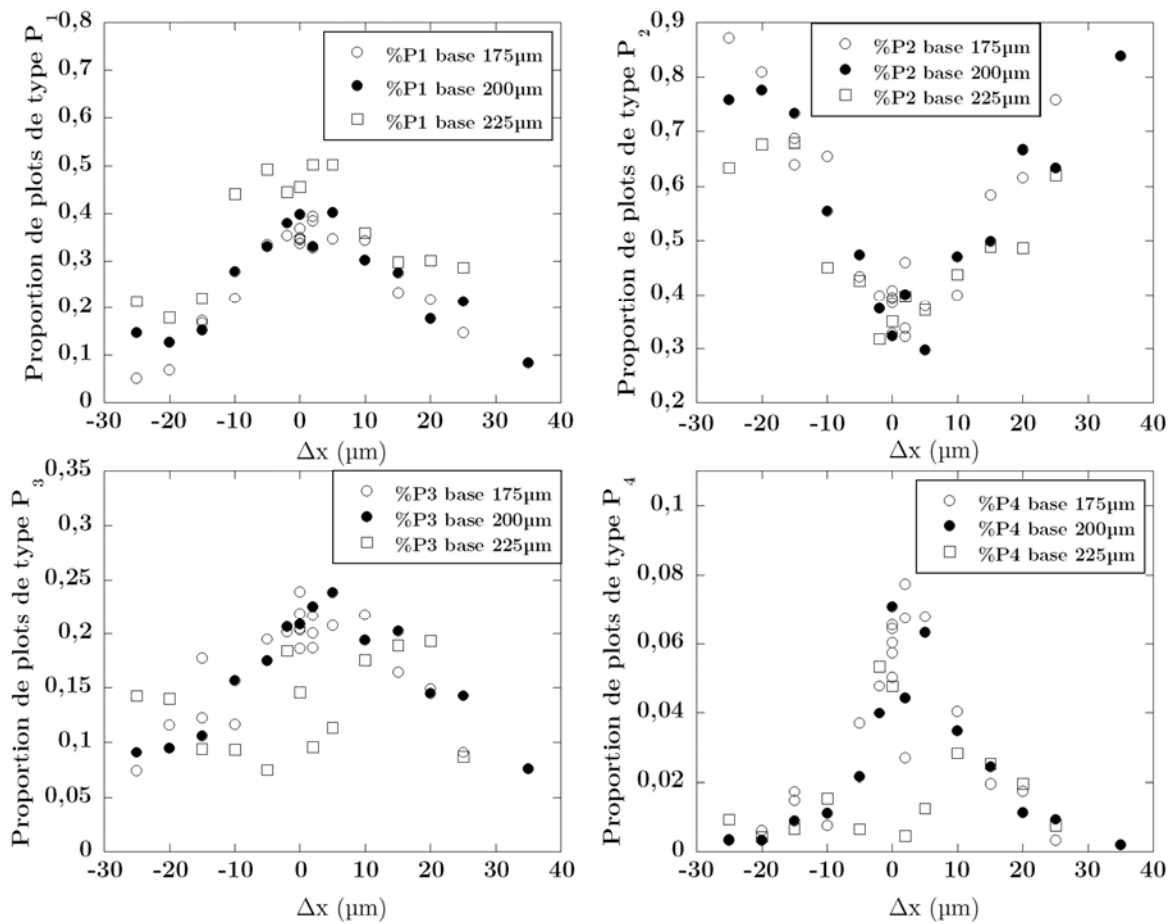 Proportion de plots de type P1
0,8
0,7
0,6
0,5
0,4
0,3
0,2
0,1
0
-30 -20 -10 0 10 20 30 40
Δx (µm)
%P1 base 175µm
%P1 base 200µm
%P1 base 225µm
Proportion de plots de type P2
0,9
0,8
0,7
0,6
0,5
0,4
0,3
0,2
-30 -20 -10 0 10 20 30 40
Δx (µm)
%P2 base 175µm
%P2 base 200µm
%P2 base 225µm
Proportion de plots de type P3
0,35
0,3
0,25
0,2
0,15
0,1
0,05
0
-30 -20 -10 0 10 20 30 40
Δx (µm)
%P3 base 175µm
%P3 base 200µm
%P3 base 225µm
Proportion de plots de type P4
0,1
0,08
0,06
0,04
0,02
0
-30 -20 -10 0 10 20 30 40
Δx (µm)
%P4 base 175µm
%P4 base 200µm
%P4 base 225µm